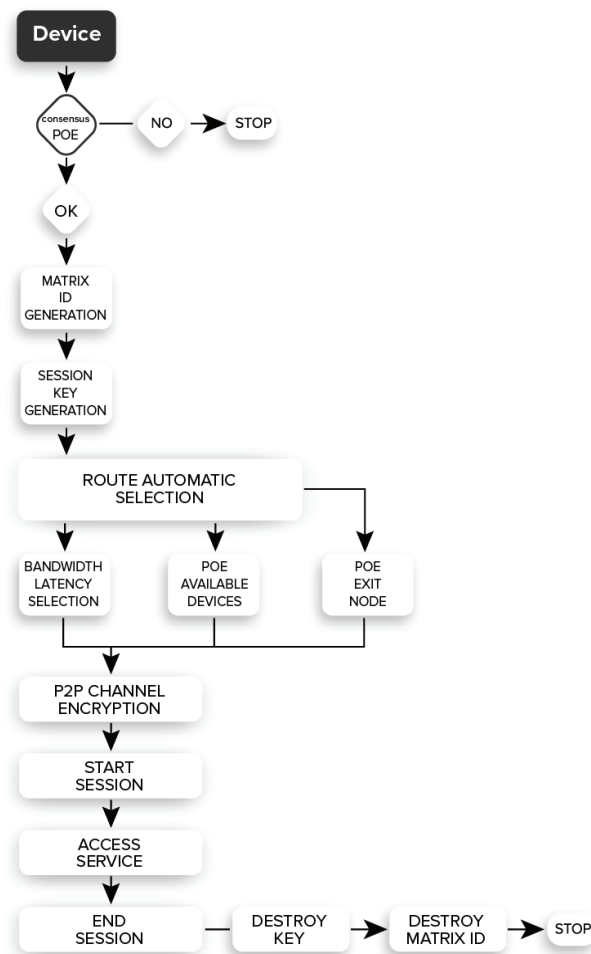 Device
consensus
POE
NO
STOP
OK
MATRIX
ID
GENERATION
SESSION
KEY
GENERATION
ROUTE AUTOMATIC
SELECTION
BANDWIDTH
LATENCY
SELECTION
POE
AVAILABLE
DEVICES
POE
EXIT
NODE
P2P CHANNEL
ENCRYPTION
START
SESSION
ACCESS
SERVICE
END
SESSION
DESTROY
KEY
DESTROY
MATRIX ID
STOP